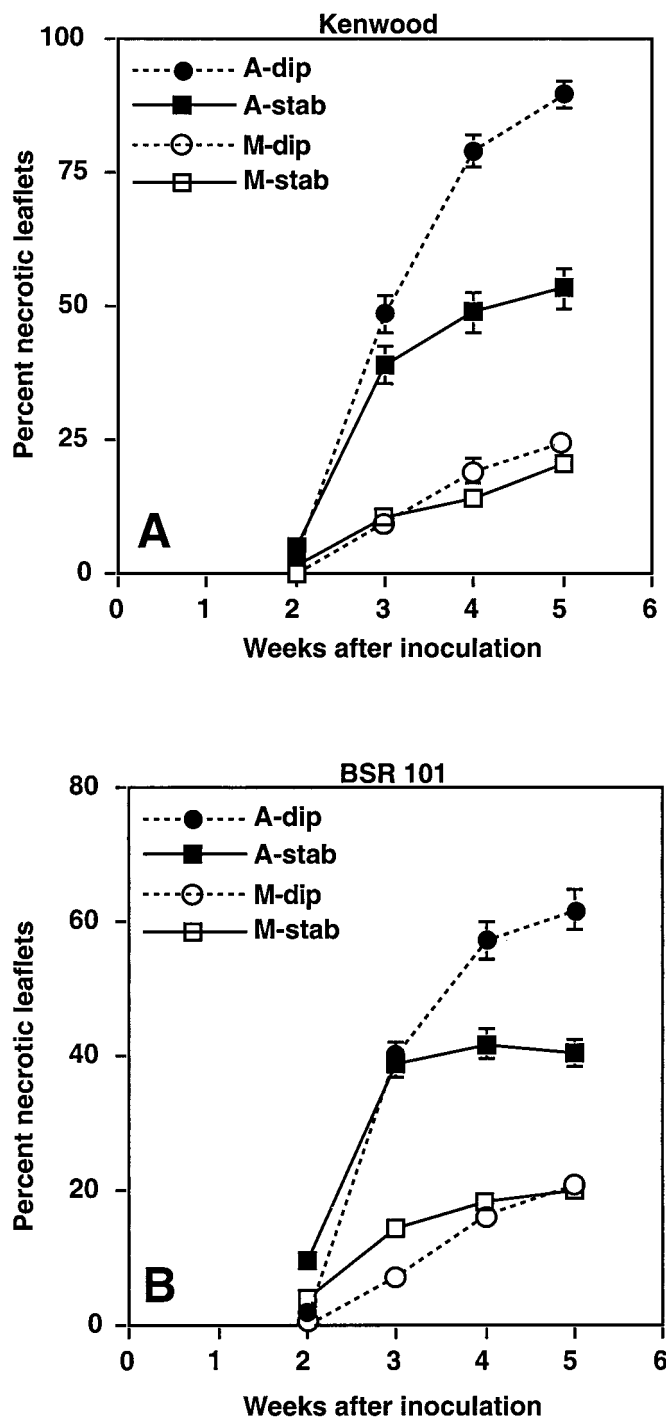 Kenwood
100
75
50
25
0
A-dip
A-stab
M-dip
M-stab
Percent necrotic leaflets
A
0 1 2 3 4 5 6
Weeks after inoculation
BSR 101
80
60
40
20
0
A-dip
A-stab
M-dip
M-stab
Percent necrotic leaflets
B
0 1 2 3 4 5 6
Weeks after inoculation